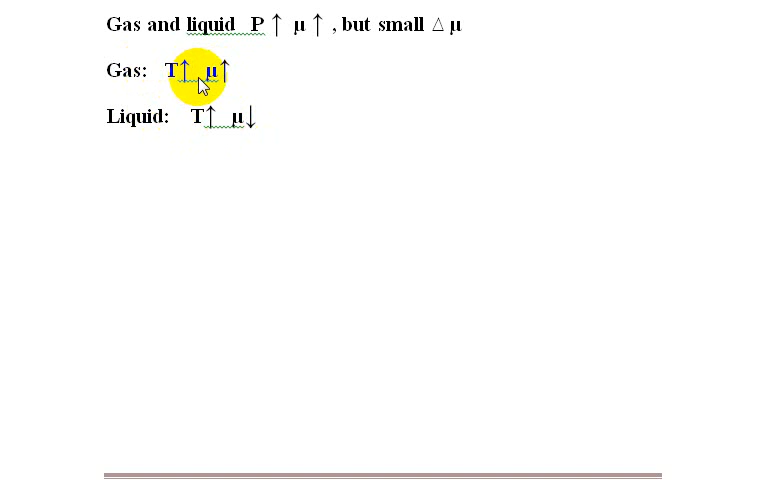 Gas and liquid P ↑ μ ↑ , but small △ μ
Gas: T↑ μ↑
Liquid: T↑ μ↓